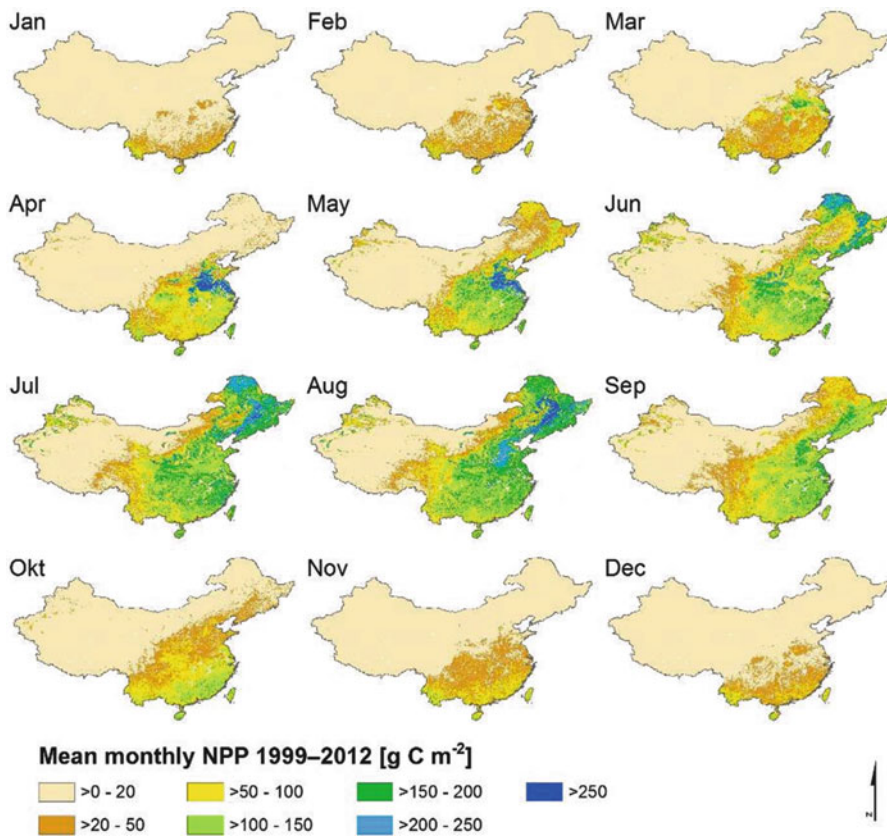 Jan Feb Mar
Apr May Jun
Jul Aug Sep
Okt Nov Dec
Mean monthly NPP 1999–2012 [g C m⁻²]
>0 - 20 >50 - 100 >150 - 200 >250
>20 - 50 >100 - 150 >200 - 250
N